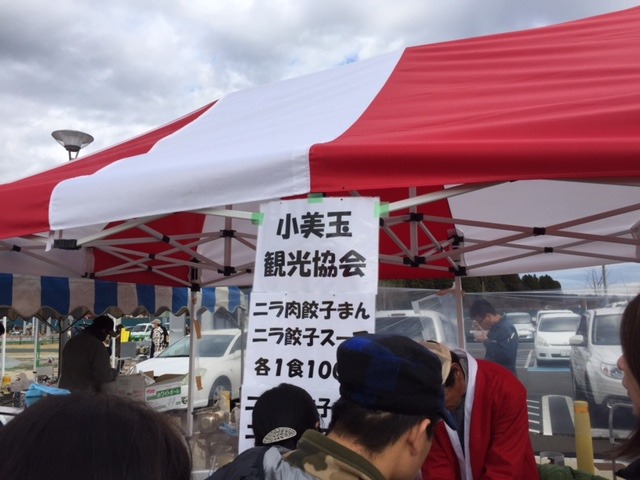 小美玉
観光協会
ニラ肉餃子まん
ニラ餃子スー
各1食100